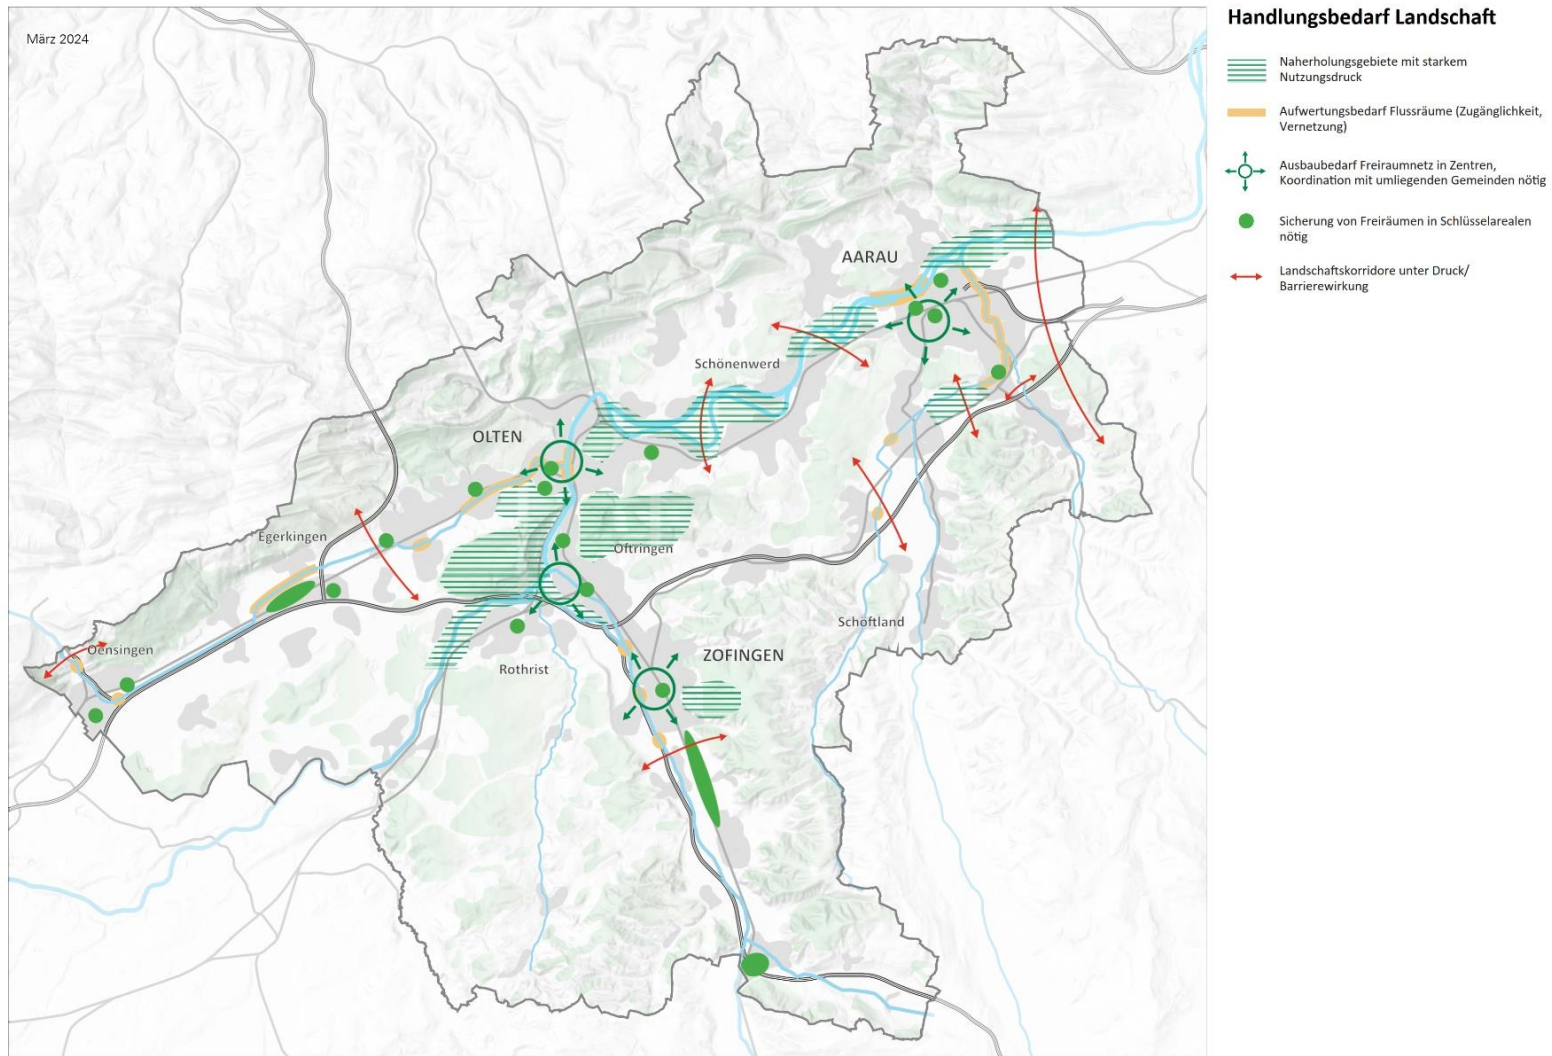 März 2024
AARAU
Schönenwerd
OLTEN
Egerkingen
Oftringen
Schöftland
Oensingen
Rothrist
ZOFINGEN
Handlungsbedarf Landschaft
Naherholungsgebiete mit starkem
Nutzungsdruck
Aufwertungsbedarf Flussräume (Zugänglichkeit,
Vernetzung)
Ausbaubedarf Freiraumnetz in Zentren,
Koordination mit umliegenden Gemeinden nötig
Sicherung von Freiräumen in Schlüsselarealen
nötig
Landschaftskorridore unter Druck/
Barrierewirkung